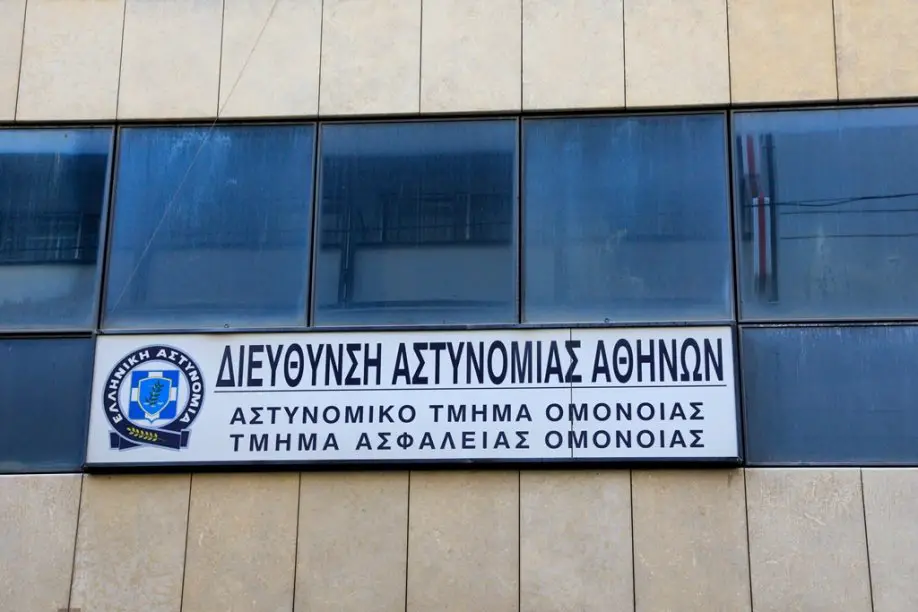 ΕΛΛΗΝΙΚΗ ΑΣΤΥΝΟΜΙΑ
ΔΙΕΥΘΥΝΣΗ ΑΣΤΥΝΟΜΙΑΣ ΑΘΗΝΩΝ
ΑΣΤΥΝΟΜΙΚΟ ΤΜΗΜΑ ΟΜΟΝΟΙΑΣ
ΤΜΗΜΑ ΑΣΦΑΛΕΙΑΣ ΟΜΟΝΟΙΑΣ